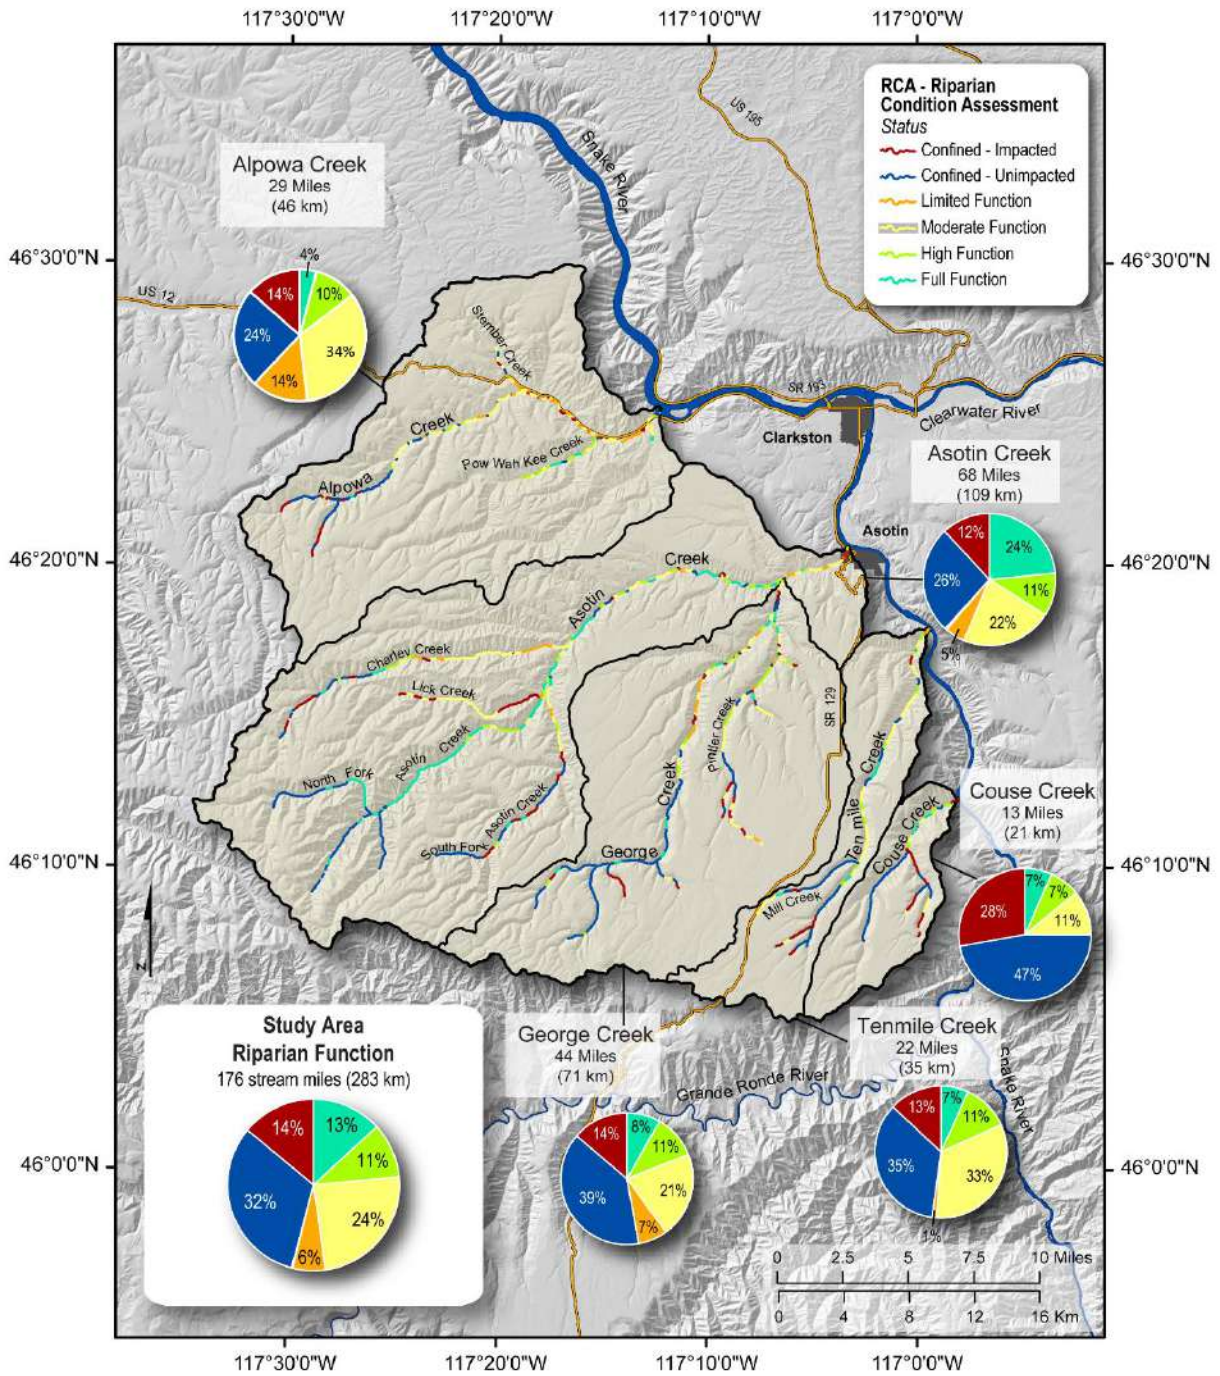 117°30'0"W
117°20'0"W
117°10'0"W
117°0'0"W
RCA - Riparian
Condition Assessment
Status
Confined - Impacted
Confined - Unimpacted
Limited Function
Moderate Function
High Function
Full Function
US 195
Snake River
Alpowa Creek
29 Miles
(46 km)
46°30'0"N
46°30'0"N
US 12
4%
10%
34%
14%
24%
14%
Stember Creek
SR 193
Clearwater River
Clarkston
Creek
Pow Wah Kee Creek
Alpowa
Asotin Creek
68 Miles
(109 km)
12%
24%
11%
22%
5%
26%
Asotin
46°20'0"N
46°20'0"N
Creek
Asotin
Charley Creek
Lick Creek
Asotin Creek
North Fork
Asotin Creek
South Fork
Pintler Creek
SR 129
Creek
George
Creek
Ten mile
Couse Creek
Mill Creek
Couse Creek
13 Miles
(21 km)
7%
7%
11%
47%
28%
46°10'0"N
46°10'0"N
N
Study Area
Riparian Function
176 stream miles (283 km)
14%
13%
11%
24%
6%
32%
George Creek
44 Miles
(71 km)
14%
8%
11%
21%
7%
39%
Tenmile Creek
22 Miles
(35 km)
13%
7%
11%
33%
1%
35%
Grande Ronde River
Snake River
46°0'0"N
46°0'0"N
0 2.5 5 7.5 10 Miles
0 4 8 12 16 Km
117°30'0"W
117°20'0"W
117°10'0"W
117°0'0"W